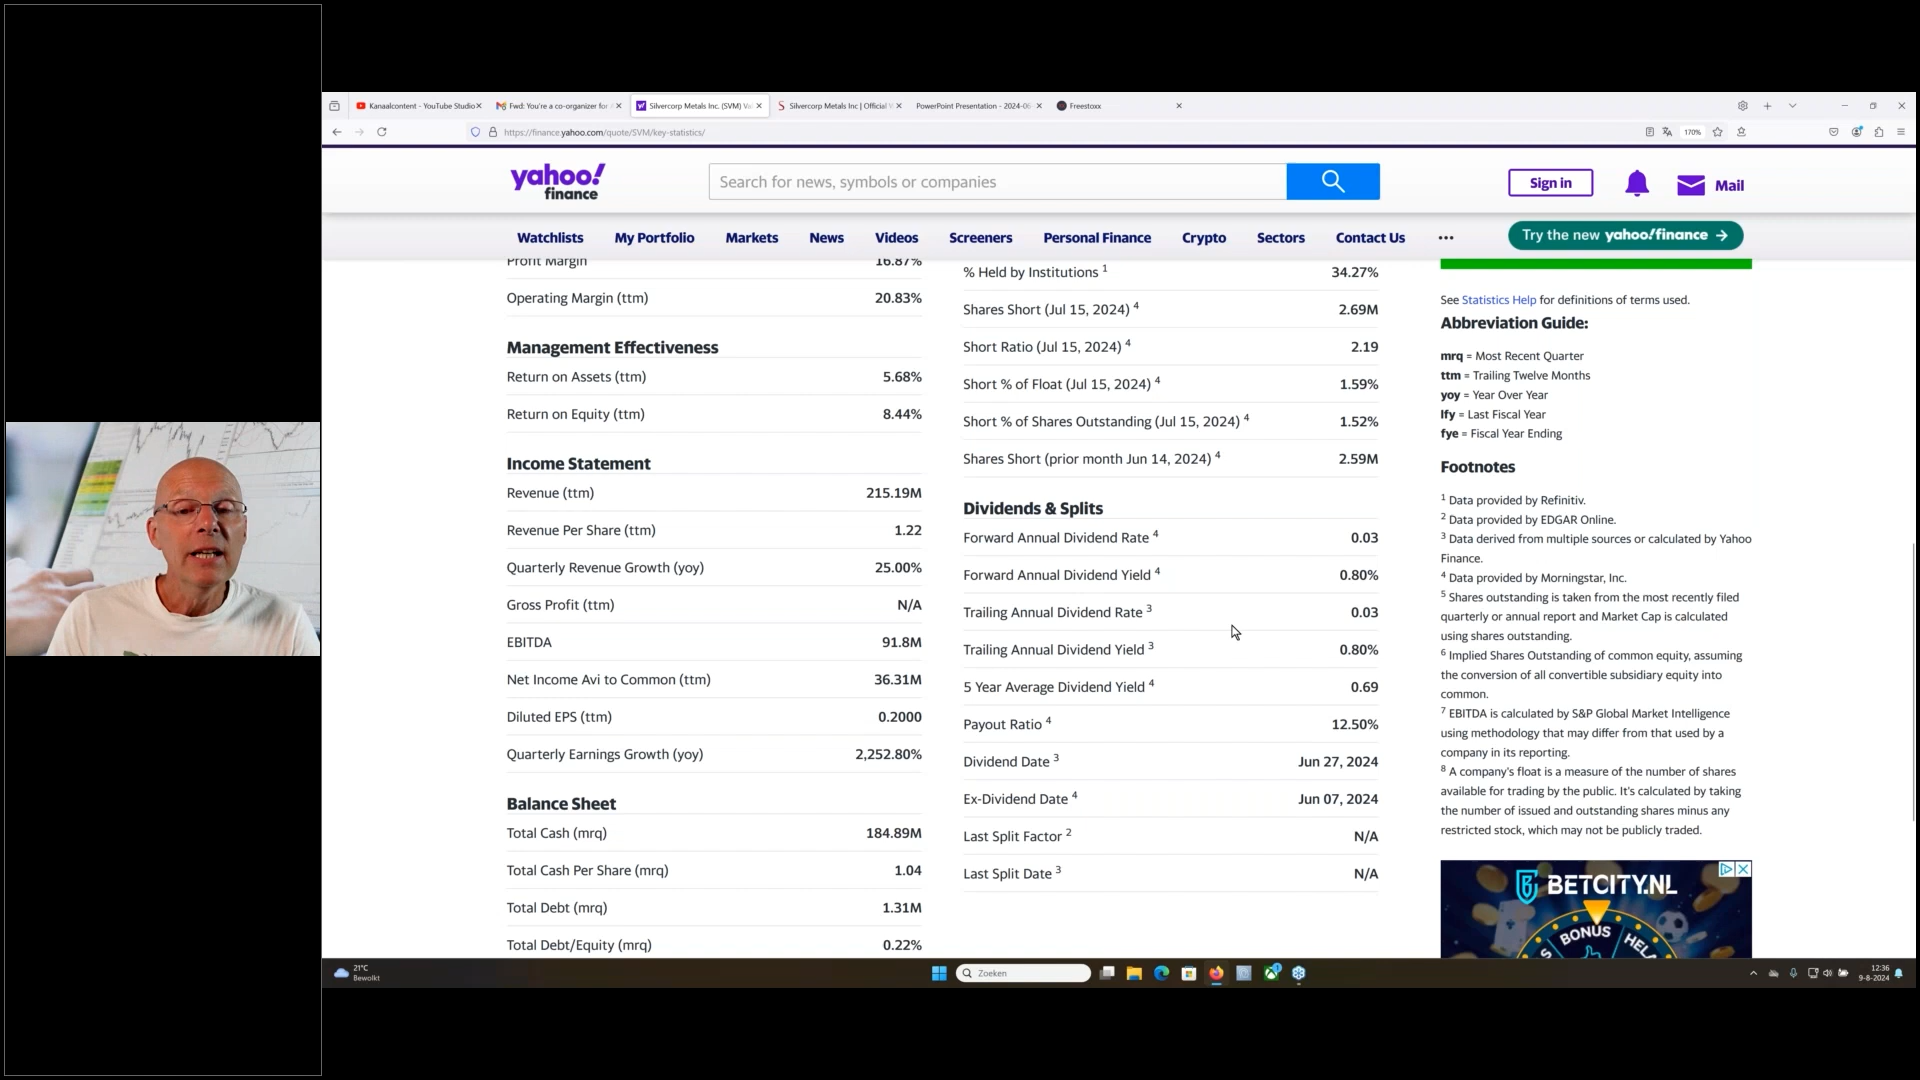 Kanaalcontent - YouTube Studio
Fwd: You're a co-organizer for
Silvercorp Metals Inc. (SVM) Va
Silvercorp Metals Inc | Official
PowerPoint Presentation - 2024-06
Freestoxx
https://finance.yahoo.com/quote/SVM/key-statistics/
170%
yahoo!
finance
Search for news, symbols or companies
Sign in
Mail
Watchlists My Portfolio Markets News Videos Screeners Personal Finance Crypto Sectors Contact Us ...
Try the new yahoo!finance →
Profit Margin 16.87%
Operating Margin (ttm) 20.83%
Management Effectiveness
Return on Assets (ttm) 5.68%
Return on Equity (ttm) 8.44%
Income Statement
Revenue (ttm) 215.19M
Revenue Per Share (ttm) 1.22
Quarterly Revenue Growth (yoy) 25.00%
Gross Profit (ttm) N/A
EBITDA 91.8M
Net Income Avi to Common (ttm) 36.31M
Diluted EPS (ttm) 0.2000
Quarterly Earnings Growth (yoy) 2,252.80%
Balance Sheet
Total Cash (mrq) 184.89M
Total Cash Per Share (mrq) 1.04
Total Debt (mrq) 1.31M
Total Debt/Equity (mrq) 0.22%
% Held by Institutions 1 34.27%
Shares Short (Jul 15, 2024) 4 2.69M
Short Ratio (Jul 15, 2024) 4 2.19
Short % of Float (Jul 15, 2024) 4 1.59%
Short % of Shares Outstanding (Jul 15, 2024) 4 1.52%
Shares Short (prior month Jun 14, 2024) 4 2.59M
Dividends & Splits
Forward Annual Dividend Rate 4 0.03
Forward Annual Dividend Yield 4 0.80%
Trailing Annual Dividend Rate 3 0.03
Trailing Annual Dividend Yield 3 0.80%
5 Year Average Dividend Yield 4 0.69
Payout Ratio 4 12.50%
Dividend Date 3 Jun 27, 2024
Ex-Dividend Date 4 Jun 07, 2024
Last Split Factor 2 N/A
Last Split Date 3 N/A
See Statistics Help for definitions of terms used.
Abbreviation Guide:
mrq = Most Recent Quarter
ttm = Trailing Twelve Months
yoy = Year Over Year
lfy = Last Fiscal Year
fye = Fiscal Year Ending
Footnotes
1 Data provided by Refinitiv.
2 Data provided by EDGAR Online.
3 Data derived from multiple sources or calculated by Yahoo
Finance.
4 Data provided by Morningstar, Inc.
5 Shares outstanding is taken from the most recently filed
quarterly or annual report and Market Cap is calculated
using shares outstanding.
6 Implied Shares Outstanding of common equity, assuming
the conversion of all convertible subsidiary equity into
common.
7 EBITDA is calculated by S&P Global Market Intelligence
using methodology that may differ from that used by a
company in its reporting.
8 A company's float is a measure of the number of shares
available for trading by the public. It's calculated by taking
the number of issued and outstanding shares minus any
restricted stock, which may not be publicly traded.
BETCITY.NL
BONUS
HEL
21°C
Bewolkt
Zoeken
12:36
9-8-2024